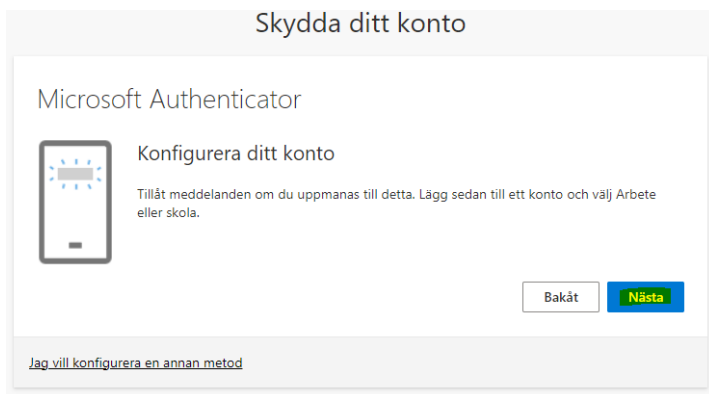 Skydda ditt konto
Microsoft Authenticator
Konfigurera ditt konto
Tillåt meddelanden om du uppmanas till detta. Lägg sedan till ett konto och välj Arbete
eller skola.
Bakåt
Nästa
Jag vill konfigurera en annan metod